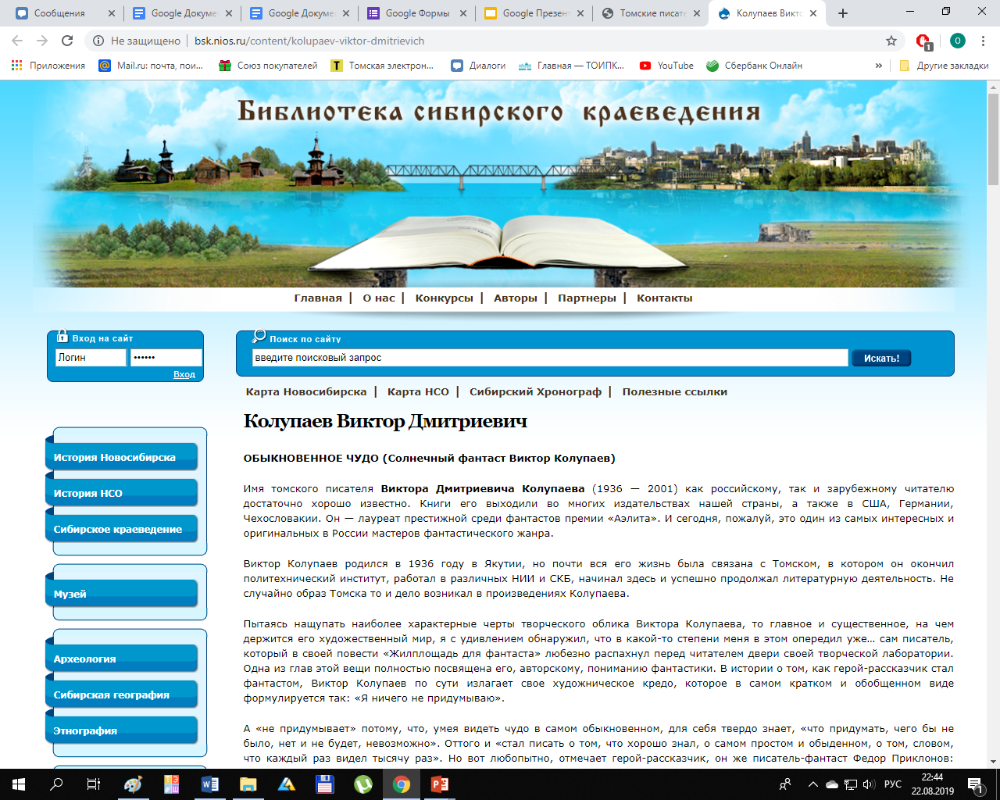 Сообщения
Google Докуме
Google Докуме
Google Формы
Google Презент
Томские писате
Колупаев Викто
Не защищено | bsk.nios.ru/content/kolupaev-viktor-dmitrievich
1
О
Приложения
Mail.ru: почта, пои...
Союз покупателей
Томская электрон...
Диалоги
Главная — ТОИПК...
YouTube
Сбербанк Онлайн
»
Другие закладки
Библиотека сибирского краеведения
Главная | О нас | Конкурсы | Авторы | Партнеры | Контакты
Вход на сайт
Логин
••••••
Вход
Поиск по сайту
введите поисковый запрос
Искать!
Карта Новосибирска | Карта НСО | Сибирский Хронограф | Полезные ссылки
История Новосибирска
История НСО
Сибирское краеведение
Музей
Археология
Сибирская география
Этнография
Колупаев Виктор Дмитриевич
ОБЫКНОВЕННОЕ ЧУДО (Солнечный фантаст Виктор Колупаев)
Имя томского писателя Виктора Дмитриевича Колупаева (1936 — 2001) как российскому, так и зарубежному читателю
достаточно хорошо известно. Книги его выходили во многих издательствах нашей страны, а также в США, Германии,
Чехословакии. Он — лауреат престижной среди фантастов премии «Аэлита». И сегодня, пожалуй, это один из самых интересных и
оригинальных в России мастеров фантастического жанра.
Виктор Колупаев родился в 1936 году в Якутии, но почти вся его жизнь была связана с Томском, в котором он окончил
политехнический институт, работал в различных НИИ и СКБ, начинал здесь и успешно продолжал литературную деятельность. Не
случайно образ Томска то и дело возникал в произведениях Колупаева.
Пытаясь нащупать наиболее характерные черты творческого облика Виктора Колупаева, то главное и существенное, на чем
держится его художественный мир, я с удивлением обнаружил, что в какой-то степени меня в этом опередил уже… сам писатель,
который в своей повести «Жилплощадь для фантаста» любезно распахнул перед читателем двери своей творческой лаборатории.
Одна из глав этой вещи полностью посвящена его, авторскому, пониманию фантастики. В истории о том, как герой-рассказчик стал
фантастом, Виктор Колупаев по сути излагает свое художническое кредо, которое в самом кратком и обобщенном виде
формулируется так: «Я ничего не придумываю».
А «не придумывает» потому, что, умея видеть чудо в самом обыкновенном, для себя твердо знает, «что придумать, чего бы не
было, нет и не будет, невозможно». Оттого и «стал писать о том, что хорошо знал, о самом простом и обыденном, о том, словом,
что каждый раз видел тысячу раз». Но вот любопытно, отмечает герой-рассказчик, он же писатель-фантаст Федор Приклонов:
РУС
22:44
22.08.2019
1